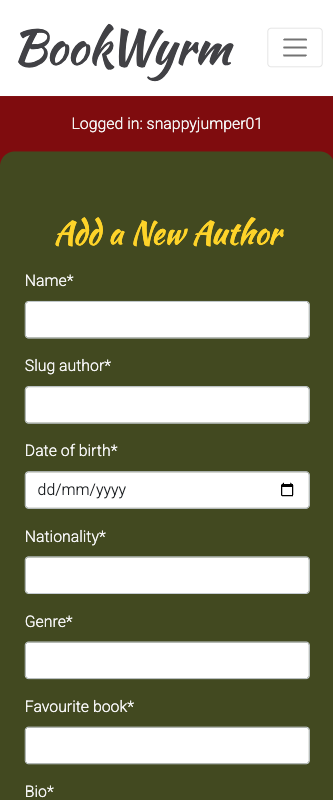 BookWyrm
Logged in: snappyjumper01
Add a New Author
Name*
Slug author*
Date of birth*
dd/mm/yyyy
Nationality*
Genre*
Favourite book*
Bio*